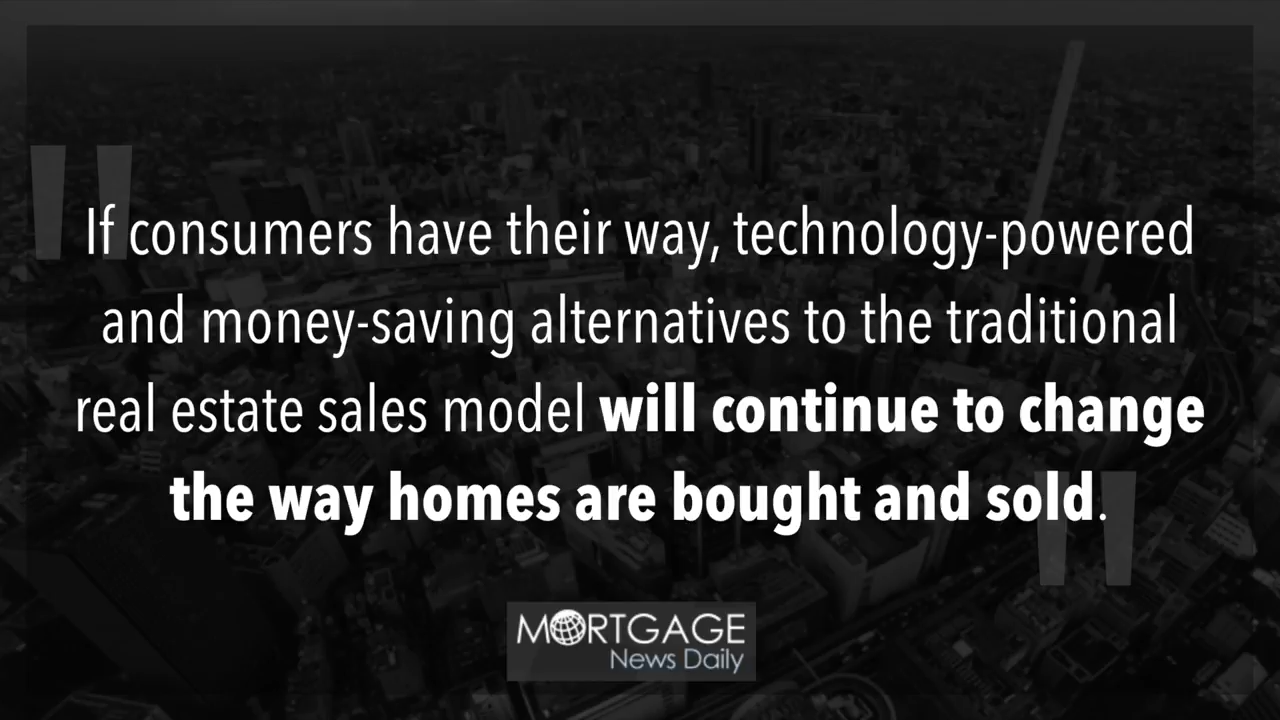 "
If consumers have their way, technology-powered
and money-saving alternatives to the traditional
real estate sales model will continue to change
the way homes are bought and sold.
"
MORTGAGE
News Daily